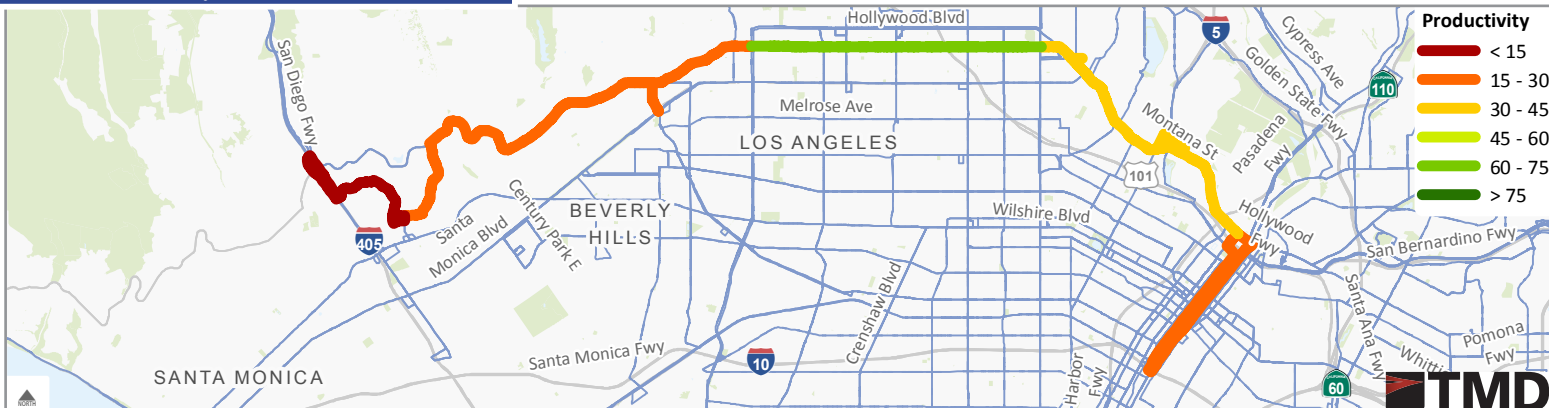 Hollywood Blvd
5
Cypress Ave
Golden State Fwy
CALIFORNIA
110
San Diego Fwy
Melrose Ave
LOS ANGELES
Montana St
Pasadena
Fwy
101
Century Park E
BEVERLY
HILLS
Wilshire Blvd
Santa
Monica Blvd
405
Hollywood
Fwy
San Bernardino Fwy
Crenshaw Blvd
Santa Monica Fwy
10
Harbor
Fwy
Santa Ana Fwy
Pomona
Fwy
SANTA MONICA
CALIFORNIA
60
NORTH
Productivity
< 15
15 - 30
30 - 45
45 - 60
60 - 75
> 75
TMD